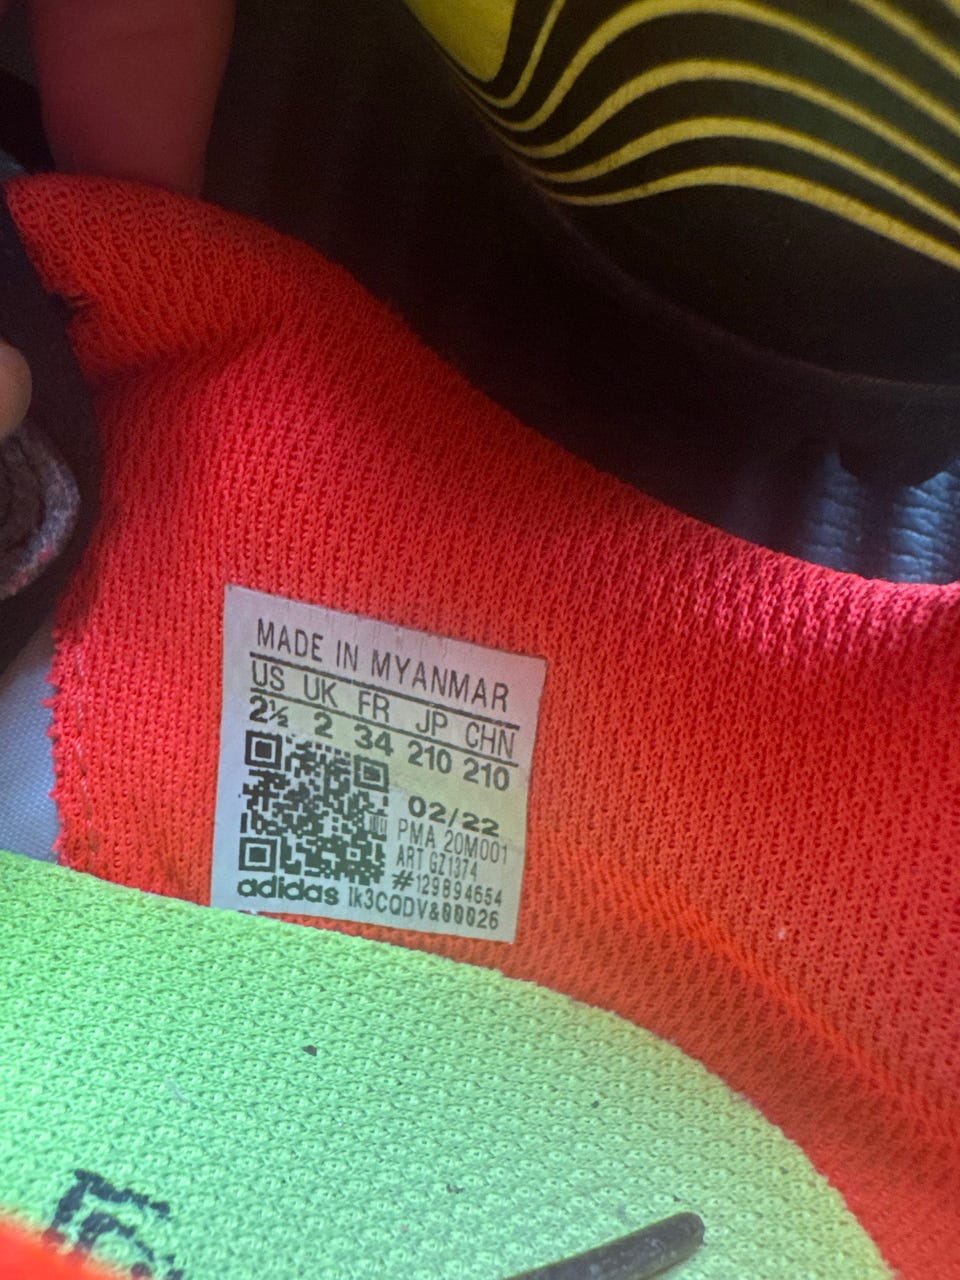 MADE IN MYANMAR
US UK FR JP CHN
2½ 2 34 210 210
02/22
PMA 20M001
ART GZ1374
#129894654
adidas 1k3CQDV&00026